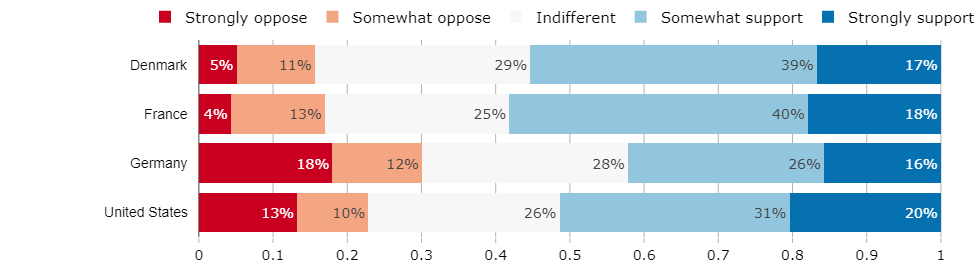 Strongly oppose Somewhat oppose Indifferent Somewhat support Strongly support
Denmark 5% 11% 29% 39% 17%
France 4% 13% 25% 40% 18%
Germany 18% 12% 28% 26% 16%
United States 13% 10% 26% 31% 20%
0 0.1 0.2 0.3 0.4 0.5 0.6 0.7 0.8 0.9 1